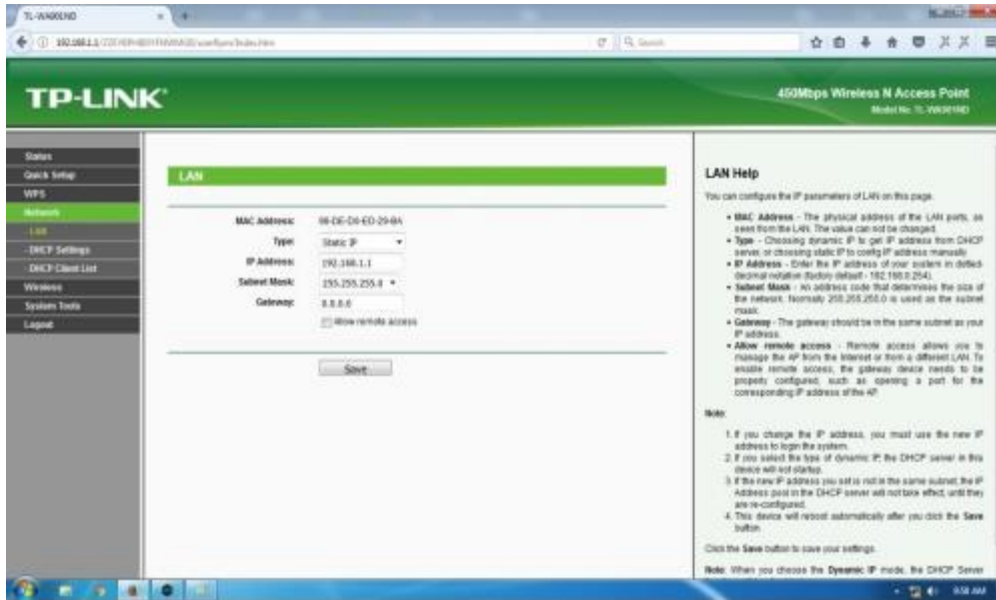 TL-WA901ND
192.168.1.1
Search
TP-LINK
450Mbps Wireless N Access Point
Model No. TL-WA901ND
Status
Quick Setup
WPS
Network
- LAN
- DHCP Settings
- DHCP Client List
Wireless
System Tools
Logout
LAN
MAC Address:
Type: Static IP
IP Address: 192.168.1.1
Subnet Mask: 255.255.255.0
Gateway: 0.0.0.0
Allow remote access
Save
LAN Help
You can configure the IP parameters of LAN on this page.
• MAC Address - The physical address of the LAN ports, as
seen from the LAN. The value can not be changed.
• Type - Choosing dynamic IP to get IP address from DHCP
server, or choosing static IP to config IP address manually.
• IP Address - Enter the IP address of your system in dotted-
decimal notation (factory default - 192.168.0.254).
• Subnet Mask - An address code that determines the size of
the network. Normally 255.255.255.0 is used as the subnet
mask.
• Gateway - The gateway should be in the same subnet as your
IP address.
• Allow remote access - Remote access allows you to
manage the AP from the Internet or from a different LAN. To
enable remote access, the gateway device needs to be
properly configured, such as opening a port for the
corresponding IP address of the AP.
Note:
1. If you change the IP address, you must use the new IP
address to login the system.
2. If you select the type of dynamic IP, the DHCP server in this
device will not startup.
3. If the new IP address you set is not in the same subnet, the IP
Address pool in the DHCP server will not take effect, until they
are re-configured.
4. This device will reboot automatically after you click the Save
button.
Click the Save button to save your settings.
Note: When you choose the Dynamic IP mode, the DHCP Server
9:58 AM